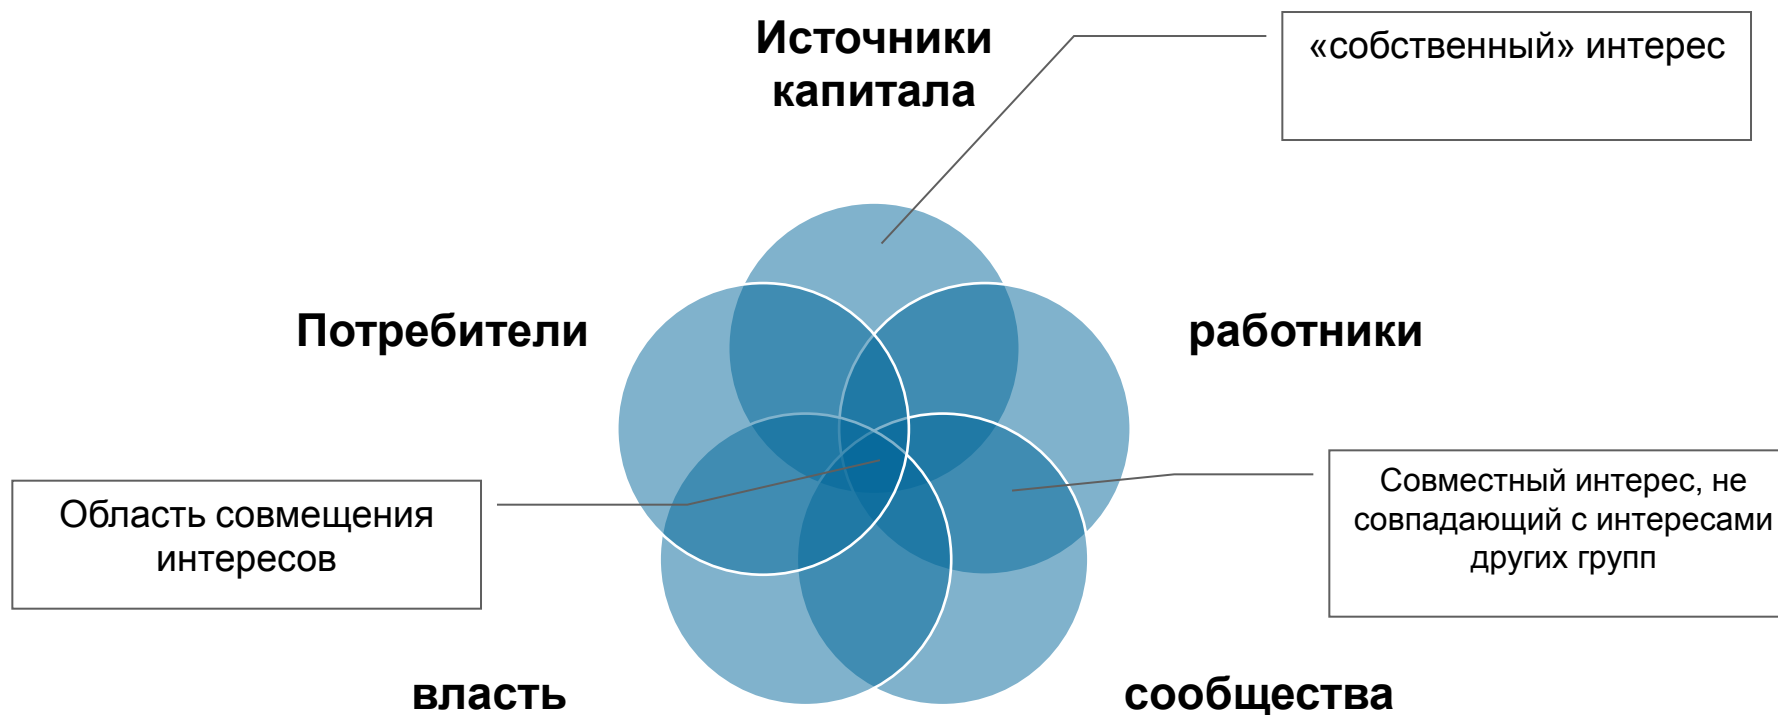 Источники
капитала
«собственный» интерес
Потребители
работники
Область совмещения
интересов
Совместный интерес, не
совпадающий с интересами
других групп
власть
сообщества